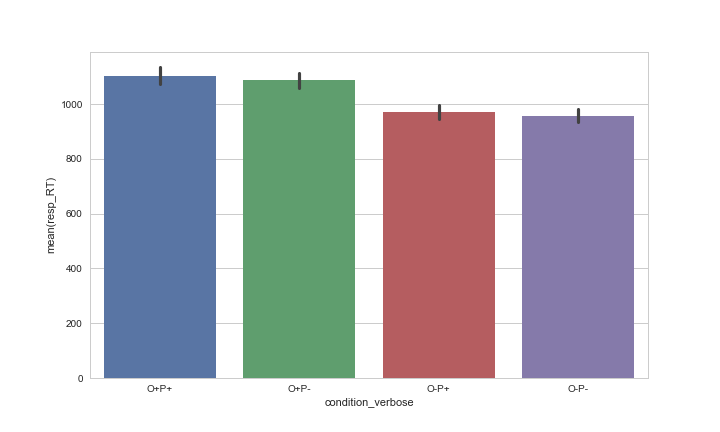 1000
800
600
400
200
0
mean(resp_RT)
O+P+ O+P- O-P+ O-P-
condition_verbose